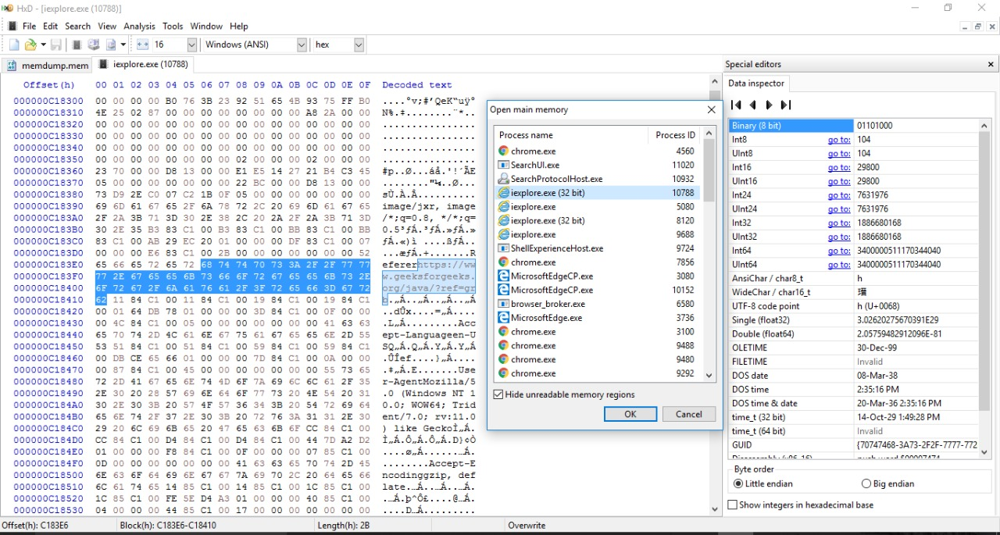 HxD - [iexplore.exe (10788)]
File Edit Search View Analysis Tools Window Help
16 Windows (ANSI) hex
memdump.mem iexplore.exe (10788)
Offset(h) 00 01 02 03 04 05 06 07 08 09 0A 0B 0C 0D 0E 0F Decoded text
000000C18300 00 00 00 00 B0 76 3B 23 92 51 65 4B 93 75 FF B0 ....°v;#'QeK“uÿ°
000000C18310 4E 25 02 87 00 00 00 00 00 00 00 00 A8 2A 00 00 N%.‡........¨*..
000000C18320 00 00 00 00 00 00 00 00 00 00 00 00 00 00 00 00 ................
000000C18330 00 00 00 00 00 00 00 00 00 00 00 00 00 00 00 00 ................
000000C18340 00 00 00 00 00 00 00 00 00 00 00 00 00 00 00 00 ................
000000C18350 00 00 00 00 00 00 00 02 00 00 00 02 00 00 00 00 ................
000000C18360 23 70 00 00 D8 13 00 00 E1 E5 14 27 21 B4 C3 45 #p..Ø...áå.'!´ÃE
000000C18370 05 00 00 00 00 00 00 00 22 BC 00 00 D8 13 00 00 ........"¼..Ø...
000000C18380 73 D9 2E C0 07 C2 1B 0F 05 00 00 00 00 00 00 00 sÙ.À.Â..........
000000C18390 69 6D 61 67 65 2F 6A 78 72 2C 20 69 6D 61 67 65 image/jxr, image
000000C183A0 2F 2A 3B 71 3D 30 2E 38 2C 20 2A 2F 2A 3B 71 3D /*;q=0.8, */*;q=
000000C183B0 30 2E 35 B3 83 C1 00 B3 83 C1 00 BB 83 C1 00 BB 0.5³ƒÁ.³ƒÁ.»ƒÁ.»
000000C183C0 83 C1 00 AB 29 EC 20 01 00 00 00 DF 83 C1 00 07 ƒÁ.«)ì ....ßƒÁ..
000000C183D0 00 00 00 E6 83 C1 00 2B 00 00 00 00 00 00 00 52 ...æƒÁ.+.......R
000000C183E0 65 66 65 72 65 72 68 74 74 70 73 3A 2F 2F 77 77 efererhttps://ww
000000C183F0 77 2E 67 65 65 6B 73 66 6F 72 67 65 65 6B 73 2E w.geeksforgeeks.
000000C18400 6F 72 67 2F 6A 61 76 61 2F 3F 72 65 66 3D 67 72 org/java/?ref=gr
000000C18410 62 11 84 C1 00 11 84 C1 00 19 84 C1 00 19 84 C1 b.„Á..„Á..„Á..„Á
000000C18420 00 01 64 DB 78 01 00 00 00 3D 84 C1 00 0F 00 00 ..dÛx....=„Á....
000000C18430 00 4C 84 C1 00 05 00 00 00 00 00 00 00 41 63 63 .L„Á.........Acc
000000C18440 65 70 74 2D 4C 61 6E 67 75 61 67 65 65 6E 2D 55 ept-Languageen-U
000000C18450 53 51 84 C1 00 51 84 C1 00 59 84 C1 00 59 84 C1 SQ„Á.Q„Á.Y„Á.Y„Á
000000C18460 00 DB CE 65 66 01 00 00 00 7D 84 C1 00 0A 00 00 .ÛÎef....}„Á....
000000C18470 00 87 84 C1 00 45 00 00 00 00 00 00 00 55 73 65 .‡„Á.E.......Use
000000C18480 72 2D 41 67 65 6E 74 4D 6F 7A 69 6C 6C 61 2F 35 r-AgentMozilla/5
000000C18490 2E 30 20 28 57 69 6E 64 6F 77 73 20 4E 54 20 31 .0 (Windows NT 1
000000C184A0 30 2E 30 3B 20 57 4F 57 36 34 3B 20 54 72 69 64 0.0; WOW64; Trid
000000C184B0 65 6E 74 2F 37 2E 30 3B 20 72 76 3A 31 31 2E 30 ent/7.0; rv:11.0
000000C184C0 29 20 6C 69 6B 65 20 47 65 63 6B 6F CC 84 C1 00 ) like GeckoÌ„Á.
000000C184D0 CC 84 C1 00 D4 84 C1 00 D4 84 C1 00 44 7D A2 D2 Ì„Á.Ô„Á.Ô„Á.D}¢Ò
000000C184E0 01 00 00 00 F8 84 C1 00 0F 00 00 00 07 85 C1 00 ....ø„Á......…Á.
000000C184F0 0D 00 00 00 00 00 00 00 41 63 63 65 70 74 2D 45 ........Accept-E
000000C18500 6E 63 6F 64 69 6E 67 67 7A 69 70 2C 20 64 65 66 ncodinggzip, def
000000C18510 6C 61 74 65 14 85 C1 00 14 85 C1 00 1C 85 C1 00 late.…Á..…Á..…Á.
000000C18520 1C 85 C1 00 FE 5E D4 A3 01 00 00 00 40 85 C1 00 .…Á.þ^Ô£....@…Á.
000000C18530 04 00 00 00 44 85 C1 00 17 00 00 00 00 00 00 00 ....D…Á.........
Open main memory
Process name Process ID
chrome.exe 4560
SearchUI.exe 11020
SearchProtocolHost.exe 10932
iexplore.exe (32 bit) 10788
iexplore.exe 5080
iexplore.exe (32 bit) 8120
iexplore.exe 9688
ShellExperienceHost.exe 9724
chrome.exe 7856
MicrosoftEdgeCP.exe 3080
MicrosoftEdgeCP.exe 10152
browser_broker.exe 6580
MicrosoftEdge.exe 3736
chrome.exe 3100
chrome.exe 9488
chrome.exe 9480
chrome.exe 9292
Hide unreadable memory regions
OK Cancel
Special editors
Data inspector
Binary (8 bit) 01101000
Int8 go to: 104
UInt8 go to: 104
Int16 go to: 29800
UInt16 go to: 29800
Int24 go to: 7631976
UInt24 go to: 7631976
Int32 go to: 1886680168
UInt32 go to: 1886680168
Int64 go to: 3400000511170344040
UInt64 go to: 3400000511170344040
AnsiChar / char8_t h
WideChar / char16_t
UTF-8 code point h (U+0068)
Single (float32) 3.02620275670391E29
Double (float64) 2.05759482912096E-81
OLETIME 30-Dec-99
FILETIME Invalid
DOS date 08-Mar-38
DOS time 2:35:16 PM
DOS time & date 20-Mar-36 2:35:16 PM
time_t (32 bit) 14-Oct-29 1:49:28 PM
time_t (64 bit) Invalid
GUID {70747468-3A73-2F2F-7777-772
Byte order
Little endian Big endian
Show integers in hexadecimal base
Offset(h): C183E6 Block(h): C183E6-C18410 Length(h): 2B Overwrite